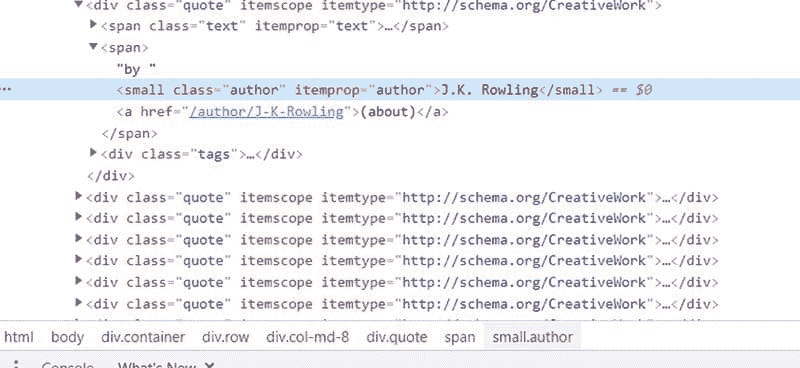 ▼<div class="quote" itemscope itemtype="http://schema.org/CreativeWork">
▶<span class="text" itemprop="text">…</span>
▼<span>
"by "
… <small class="author" itemprop="author">J.K. Rowling</small> == $0
<a href="/author/J-K-Rowling">(about)</a>
</span>
▶<div class="tags">…</div>
</div>
▶<div class="quote" itemscope itemtype="http://schema.org/CreativeWork">…</div>
▶<div class="quote" itemscope itemtype="http://schema.org/CreativeWork">…</div>
▶<div class="quote" itemscope itemtype="http://schema.org/CreativeWork">…</div>
▶<div class="quote" itemscope itemtype="http://schema.org/CreativeWork">…</div>
▶<div class="quote" itemscope itemtype="http://schema.org/CreativeWork">…</div>
▶<div class="quote" itemscope itemtype="http://schema.org/CreativeWork">…</div>
html body div.container div.row div.col-md-8 div.quote span small.author
Console What's New ✕